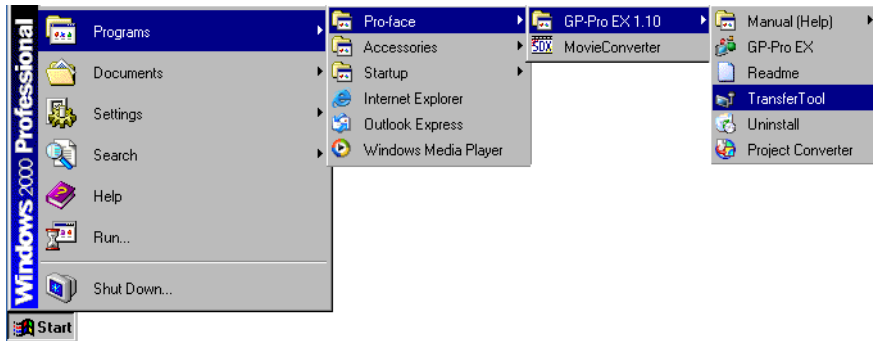 Windows 2000 Professional
Programs
Documents
Settings
Search
Help
Run...
Shut Down...
Start
Pro-face
Accessories
Startup
Internet Explorer
Outlook Express
Windows Media Player
GP-Pro EX 1.10
SDX MovieConverter
Manual (Help)
GP-Pro EX
Readme
TransferTool
Uninstall
Project Converter